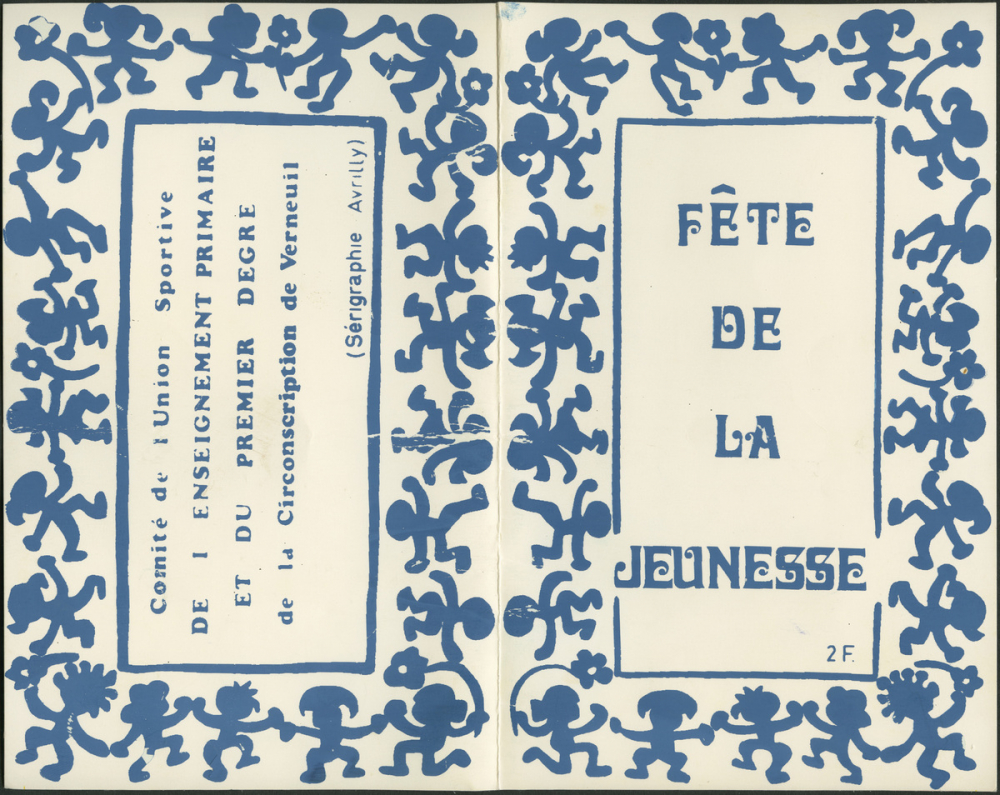 Comité de l Union Sportive
DE l ENSEIGNEMENT PRIMAIRE
ET DU PREMIER DEGRE
de la Circonscription de Verneuil
(Sérigraphie Avrilly)
FÊTE
DE
LA
JEUNESSE
2 F.